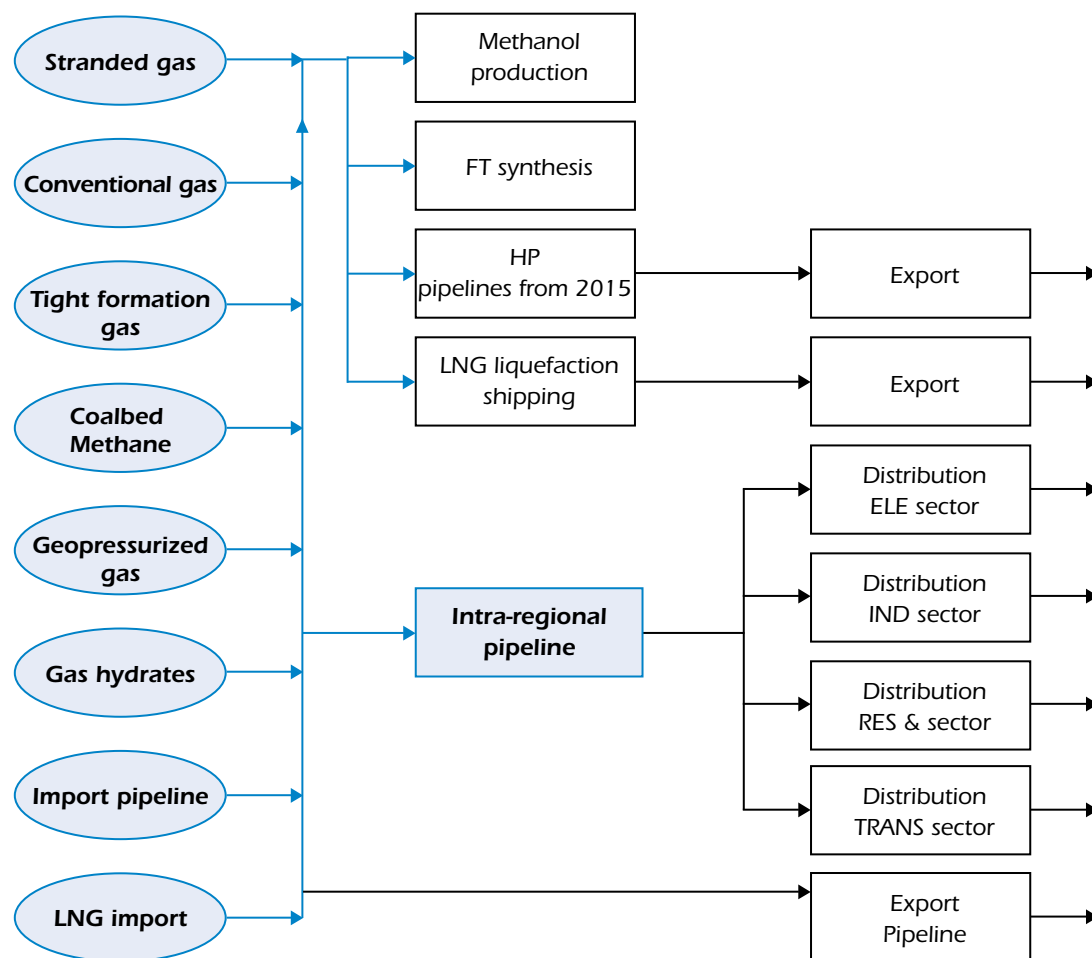 Stranded gas
Conventional gas
Tight formation
gas
Coalbed
Methane
Geopressurized
gas
Gas hydrates
Import pipeline
LNG import
Methanol
production
FT synthesis
HP
pipelines from 2015
LNG liquefaction
shipping
Intra-regional
pipeline
Export
Export
Distribution
ELE sector
Distribution
IND sector
Distribution
RES & sector
Distribution
TRANS sector
Export
Pipeline